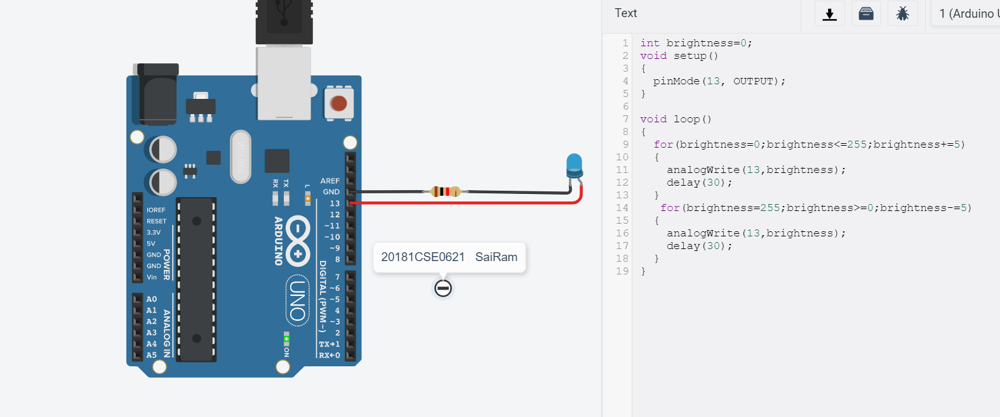 Text
1 (Arduino U
1 int brightness=0;
2 void setup()
3 {
4   pinMode(13, OUTPUT);
5 }
6
7 void loop()
8 {
9   for(brightness=0;brightness<=255;brightness+=5)
10   {
11     analogWrite(13,brightness);
12     delay(30);
13   }
14    for(brightness=255;brightness>=0;brightness-=5)
15   {
16     analogWrite(13,brightness);
17     delay(30);
18   }
19 }
AREF
GND
13
12
~11
~10
~9
8
7
~6
~5
4
~3
2
TX→1
RX←0
DIGITAL (PWM~)
RX
TX
L
ARDUINO
UNO
ON
IOREF
RESET
3.3V
5V
GND
GND
Vin
POWER
A0
A1
A2
A3
A4
A5
ANALOG IN
20181CSE0621 SaiRam